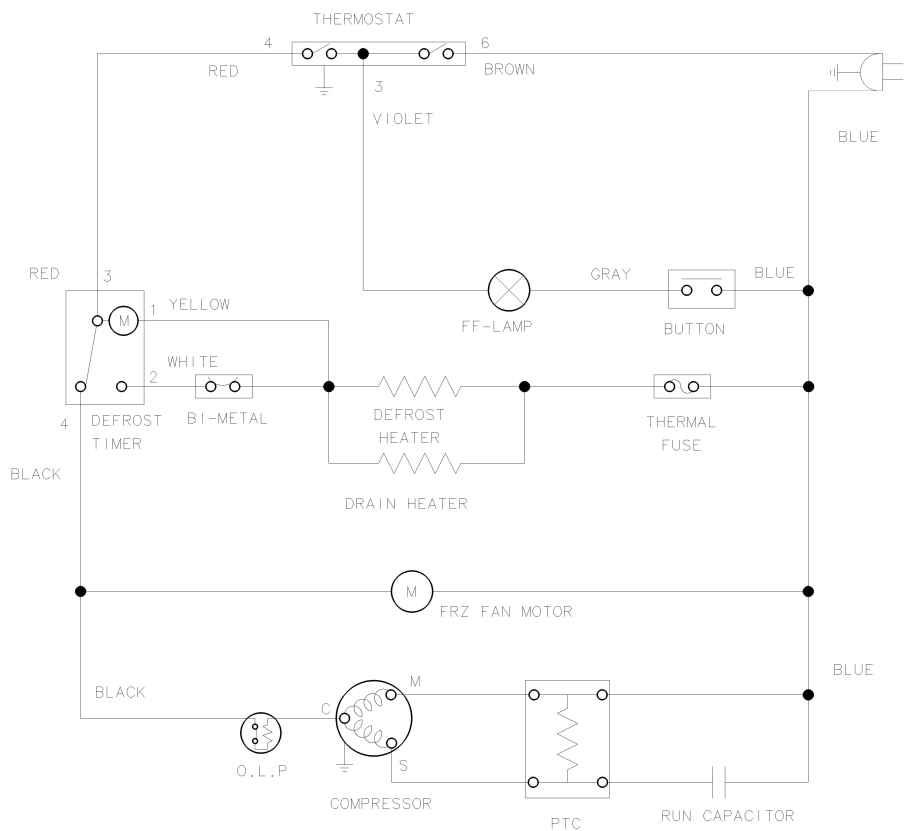 THERMOSTAT
4
6
RED
BROWN
3
VIOLET
BLUE
RED
3
GRAY
BLUE
1
YELLOW
M
FF-LAMP
BUTTON
WHITE
2
BI-METAL
4
DEFROST
TIMER
DEFROST
HEATER
THERMAL
FUSE
BLACK
DRAIN HEATER
M
FRZ FAN MOTOR
BLUE
M
BLACK
C
S
O.L.P
COMPRESSOR
RUN CAPACITOR
PTC